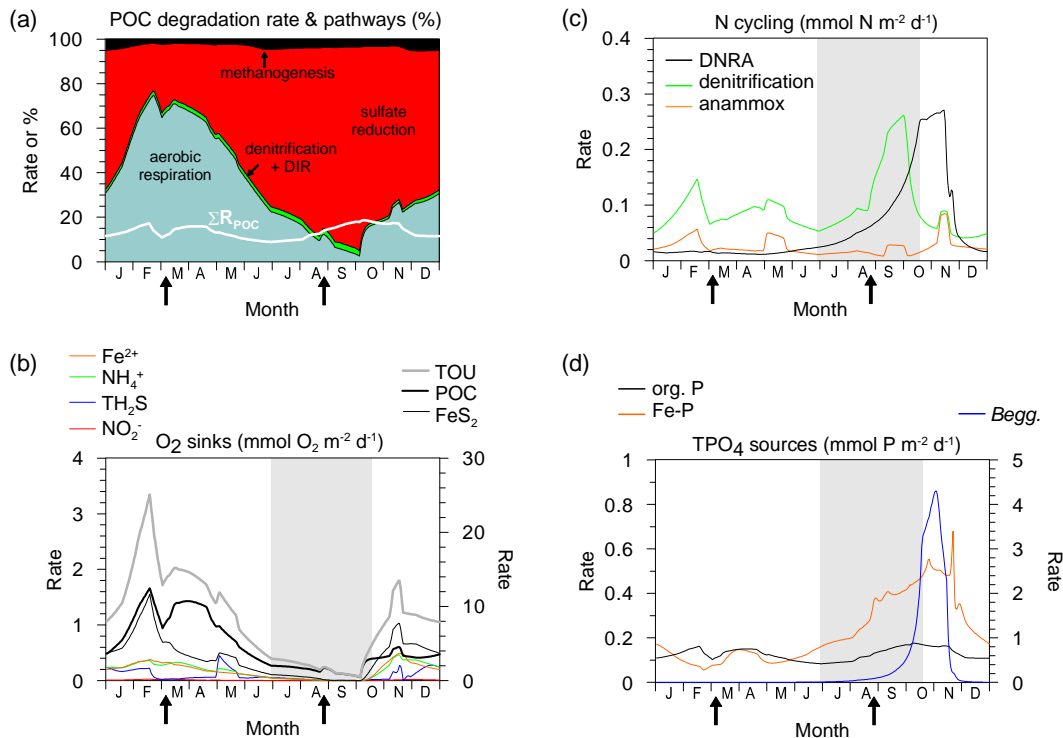 (a)
POC degradation rate & pathways (%)
100
80
60
40
20
0
Rate or %
methanogenesis
sulfate
reduction
denitrification
+ DIR
aerobic
respiration
ΣR_POC
J F M A M J J A S O N D
Month
(c)
N cycling (mmol N m⁻² d⁻¹)
0.4
0.3
0.2
0.1
0
Rate
DNRA
denitrification
anammox
J F M A M J J A S O N D
Month
(b)
Fe²⁺
NH₄⁺
TH₂S
NO₂⁻
TOU
POC
FeS₂
O₂ sinks (mmol O₂ m⁻² d⁻¹)
4
3
2
1
0
Rate
30
20
10
0
Rate
J F M A M J J A S O N D
Month
(d)
org. P
Fe-P
Begg.
TPO₄ sources (mmol P m⁻² d⁻¹)
1
0.8
0.6
0.4
0.2
0
Rate
5
4
3
2
1
0
Rate
J F M A M J J A S O N D
Month